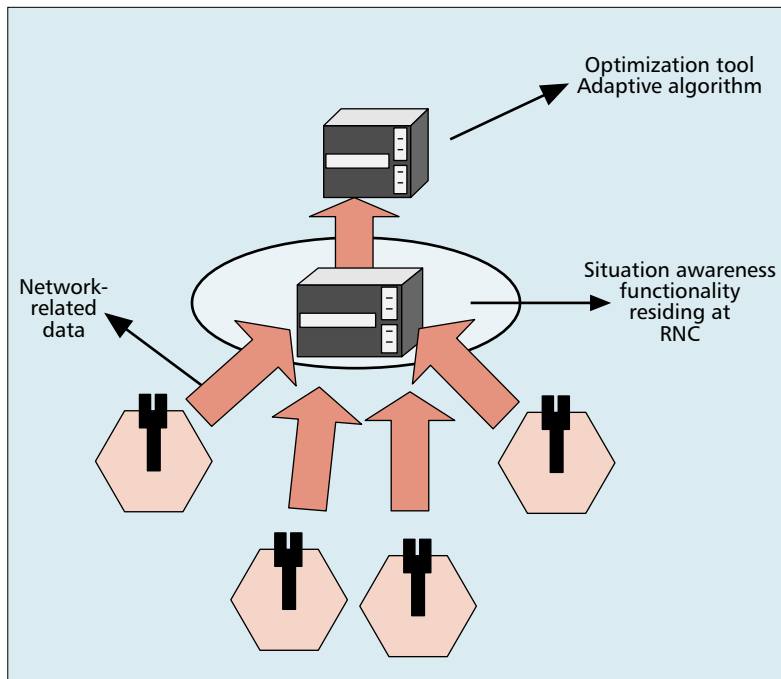 Optimization tool
Adaptive algorithm
Network-
related
data
Situation awareness
functionality
residing at
RNC